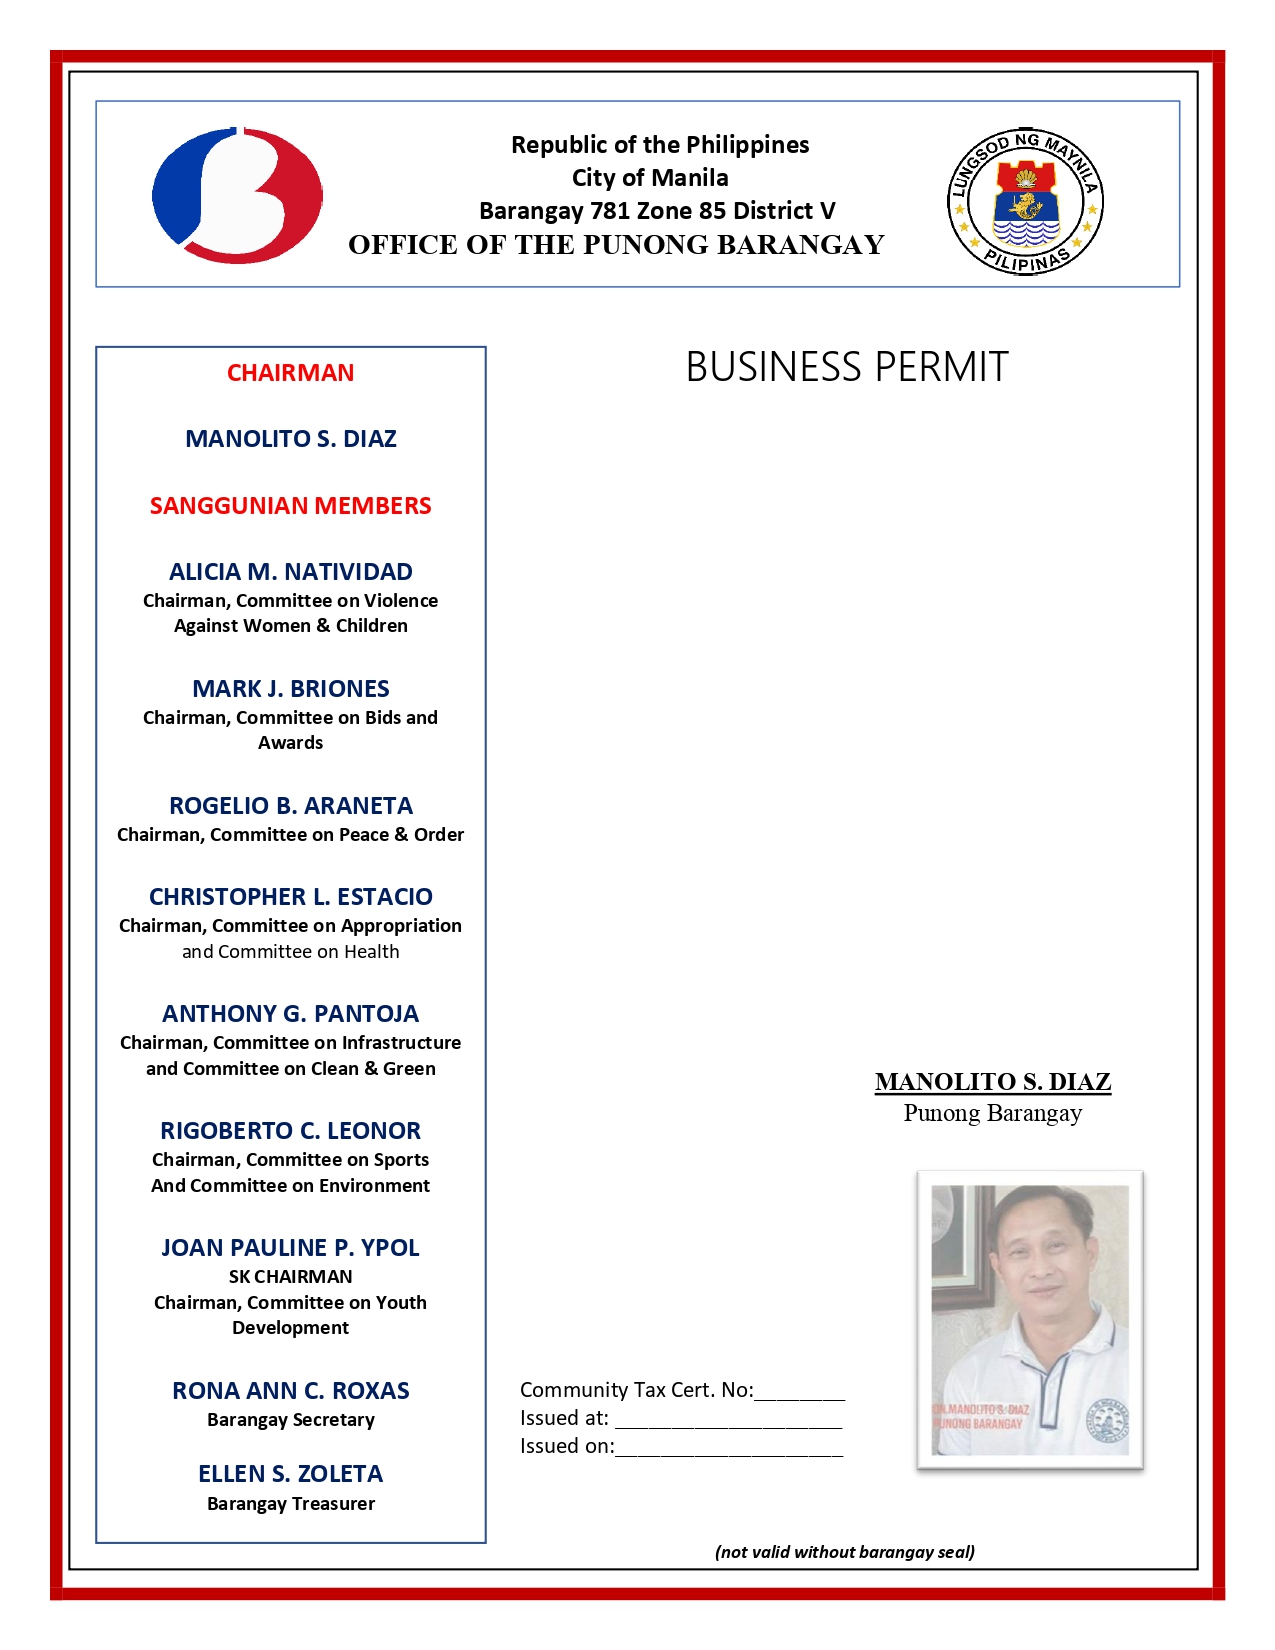 Republic of the Philippines
City of Manila
Barangay 781 Zone 85 District V
OFFICE OF THE PUNONG BARANGAY
LUNGSOD NG MAYNILA
PILIPINAS
CHAIRMAN
MANOLITO S. DIAZ
SANGGUNIAN MEMBERS
ALICIA M. NATIVIDAD
Chairman, Committee on Violence
Against Women & Children
MARK J. BRIONES
Chairman, Committee on Bids and
Awards
ROGELIO B. ARANETA
Chairman, Committee on Peace & Order
CHRISTOPHER L. ESTACIO
Chairman, Committee on Appropriation
and Committee on Health
ANTHONY G. PANTOJA
Chairman, Committee on Infrastructure
and Committee on Clean & Green
RIGOBERTO C. LEONOR
Chairman, Committee on Sports
And Committee on Environment
JOAN PAULINE P. YPOL
SK CHAIRMAN
Chairman, Committee on Youth
Development
RONA ANN C. ROXAS
Barangay Secretary
ELLEN S. ZOLETA
Barangay Treasurer
BUSINESS PERMIT
MANOLITO S. DIAZ
Punong Barangay
ON.MANOLITO S. DIAZ
PUNONG BARANGAY
Community Tax Cert. No:________
Issued at: ____________________
Issued on:____________________
(not valid without barangay seal)